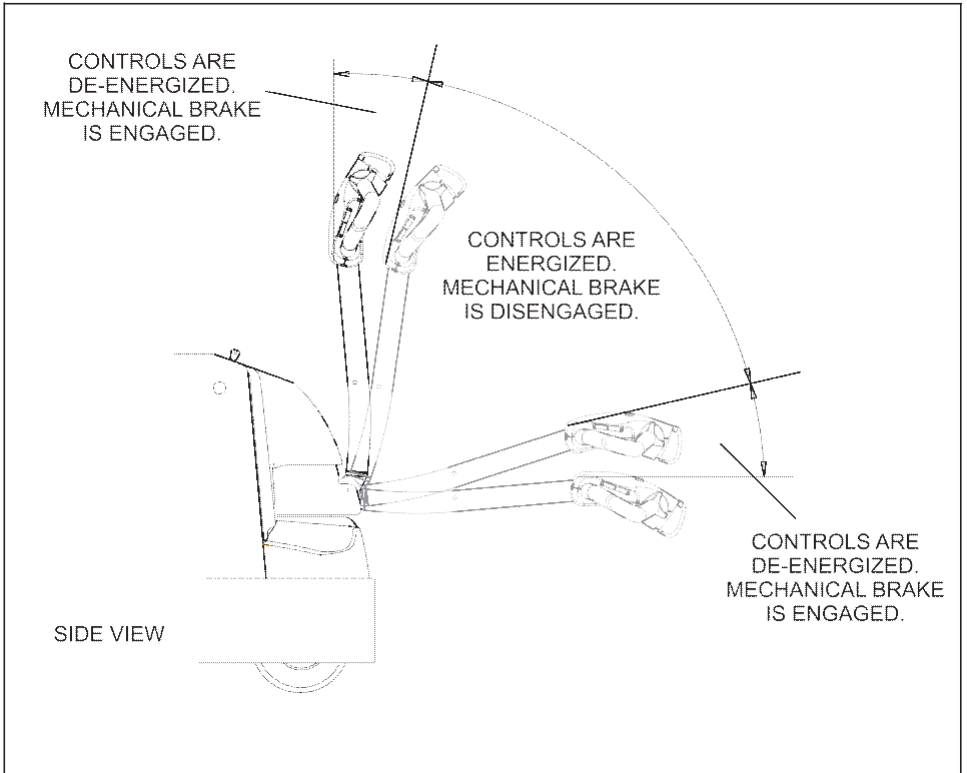 CONTROLS ARE
DE-ENERGIZED.
MECHANICAL BRAKE
IS ENGAGED.
CONTROLS ARE
ENERGIZED.
MECHANICAL BRAKE
IS DISENGAGED.
CONTROLS ARE
DE-ENERGIZED.
MECHANICAL BRAKE
IS ENGAGED.
SIDE VIEW